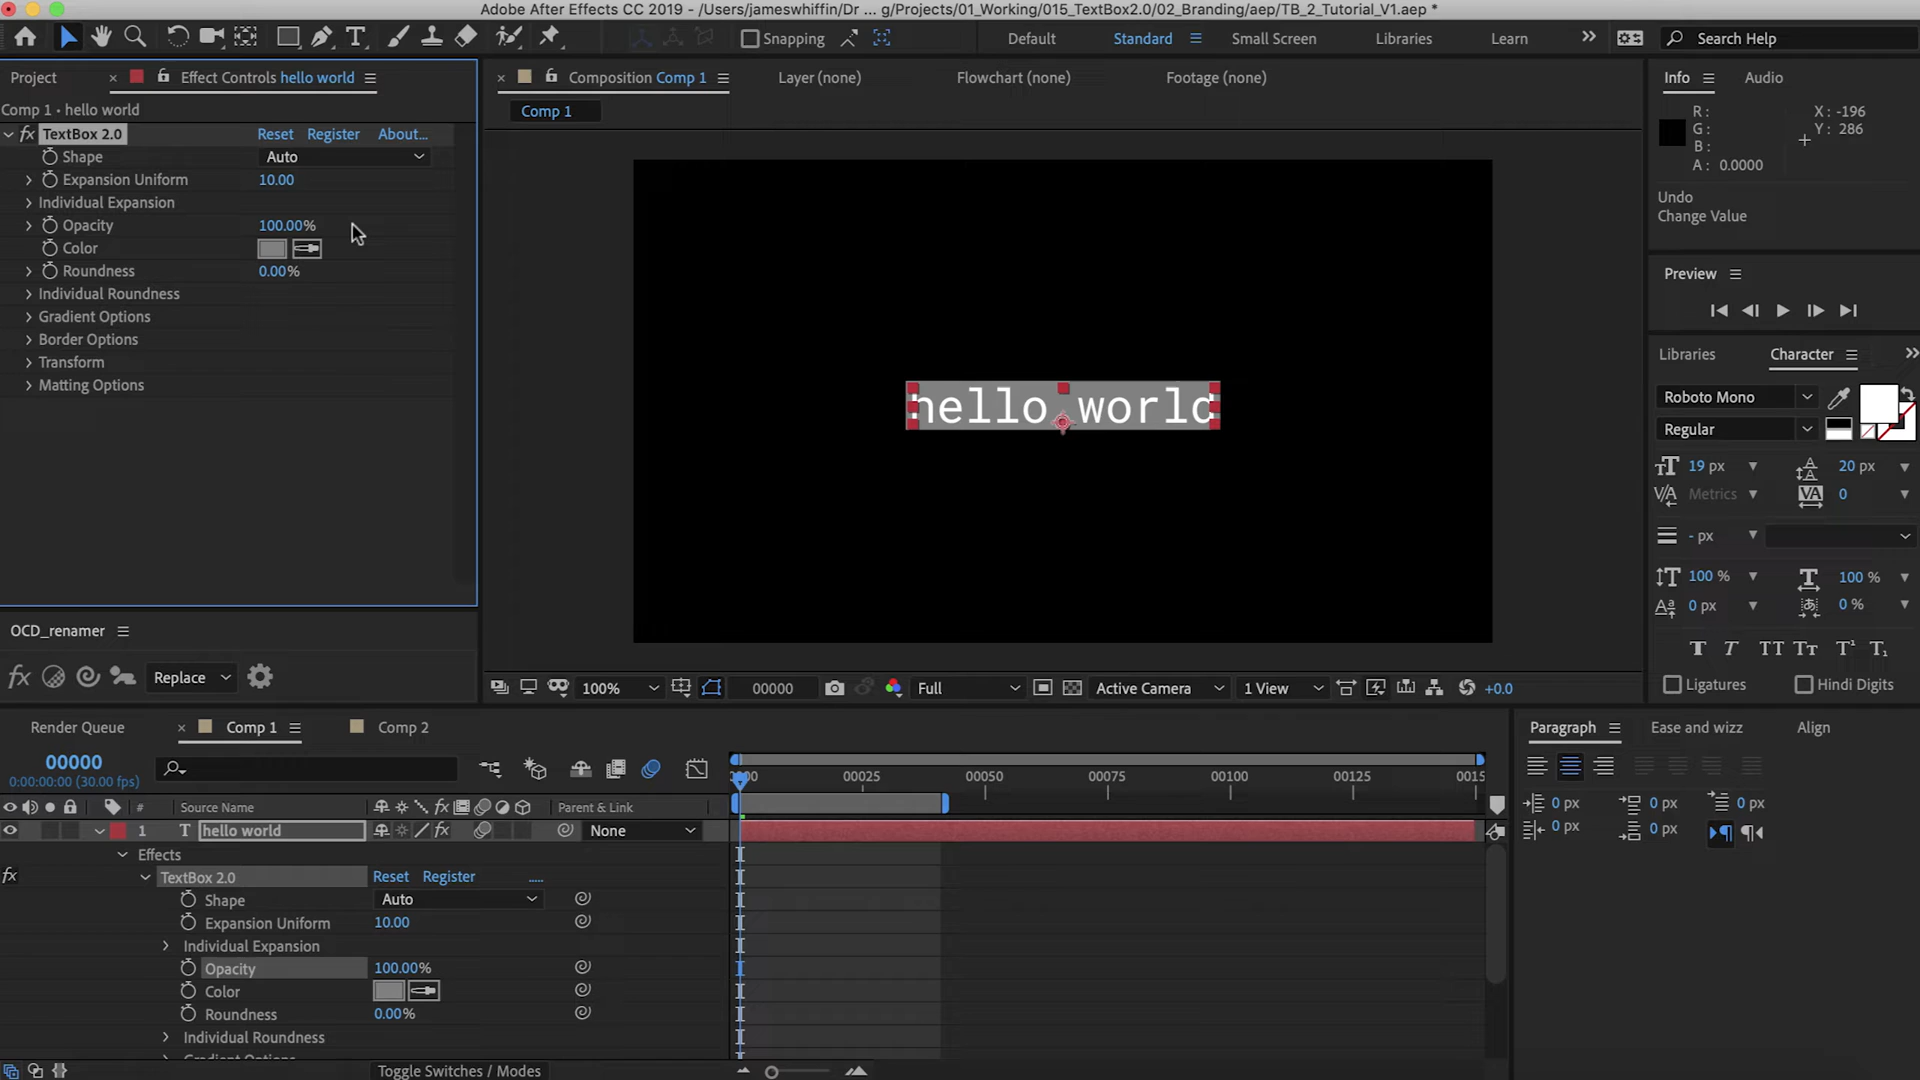 Adobe After Effects CC 2019 - /Users/jameswhiffin/Dr ... g/Projects/01_Working/015_TextBox2.0/02_Branding/aep/TB_2_Tutorial_V1.aep *
Snapping
Default
Standard
Small Screen
Libraries
Learn
Search Help
Project
Effect Controls hello world
Composition Comp 1
Layer (none)
Flowchart (none)
Footage (none)
Info
Audio
Comp 1 • hello world
Comp 1
R :
G :
B :
A : 0.0000
X : -196
Y : 286
fx TextBox 2.0 Reset Register About...
Shape Auto
Expansion Uniform 10.00
Individual Expansion
Opacity 100.00%
Color
Roundness 0.00%
Individual Roundness
Gradient Options
Border Options
Transform
Matting Options
Undo
Change Value
Preview
hello world
Libraries
Character
Roboto Mono
Regular
19 px
20 px
Metrics
0
- px
100 %
100 %
0 px
0 %
T T TT Tт T¹ T₁
Ligatures
Hindi Digits
OCD_renamer
fx
Replace
100%
00000
Full
Active Camera
1 View
+0.0
Render Queue
Comp 1
Comp 2
Paragraph
Ease and wizz
Align
00000
0:00:00:00 (30.00 fps)
00025
00050
00075
00100
00125
0 px
0 px
0 px
0 px
0 px
# Source Name
fx
Parent & Link
1 T hello world
fx
None
Effects
fx TextBox 2.0 Reset Register .....
Shape Auto
Expansion Uniform 10.00
Individual Expansion
Opacity 100.00%
Color
Roundness 0.00%
Individual Roundness
Toggle Switches / Modes